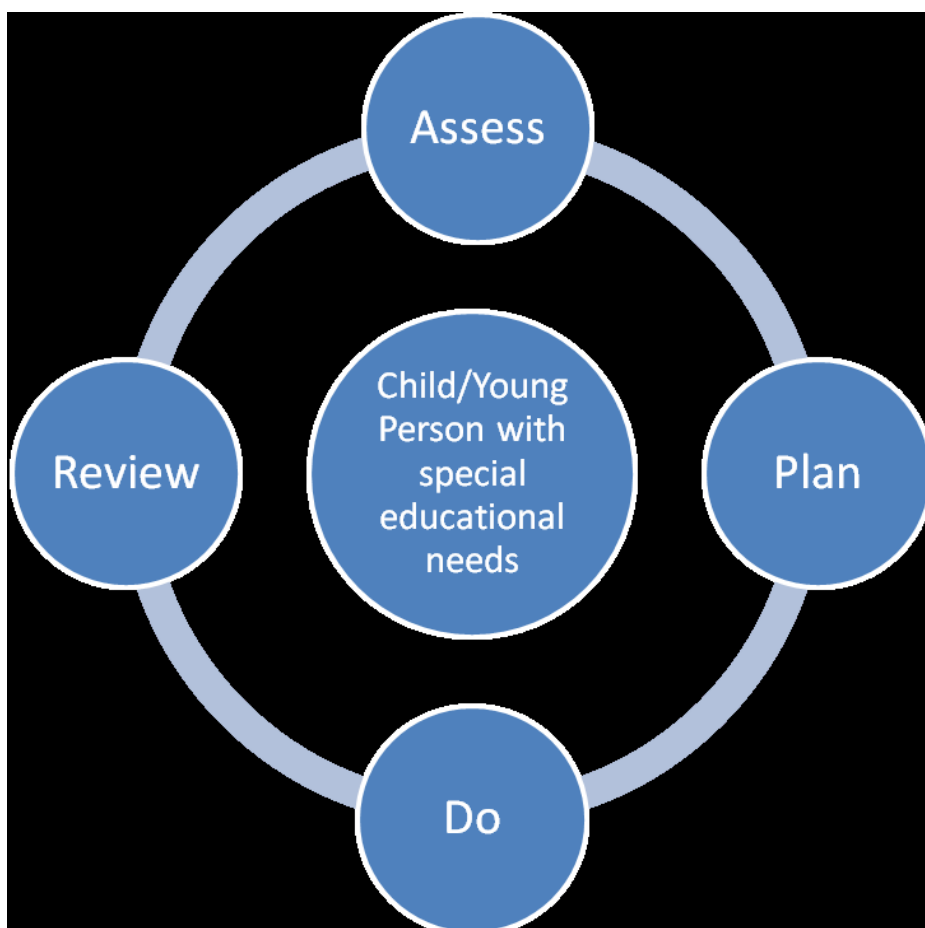 Assess
Child/Young
Person with
special
educational
needs
Review
Plan
Do